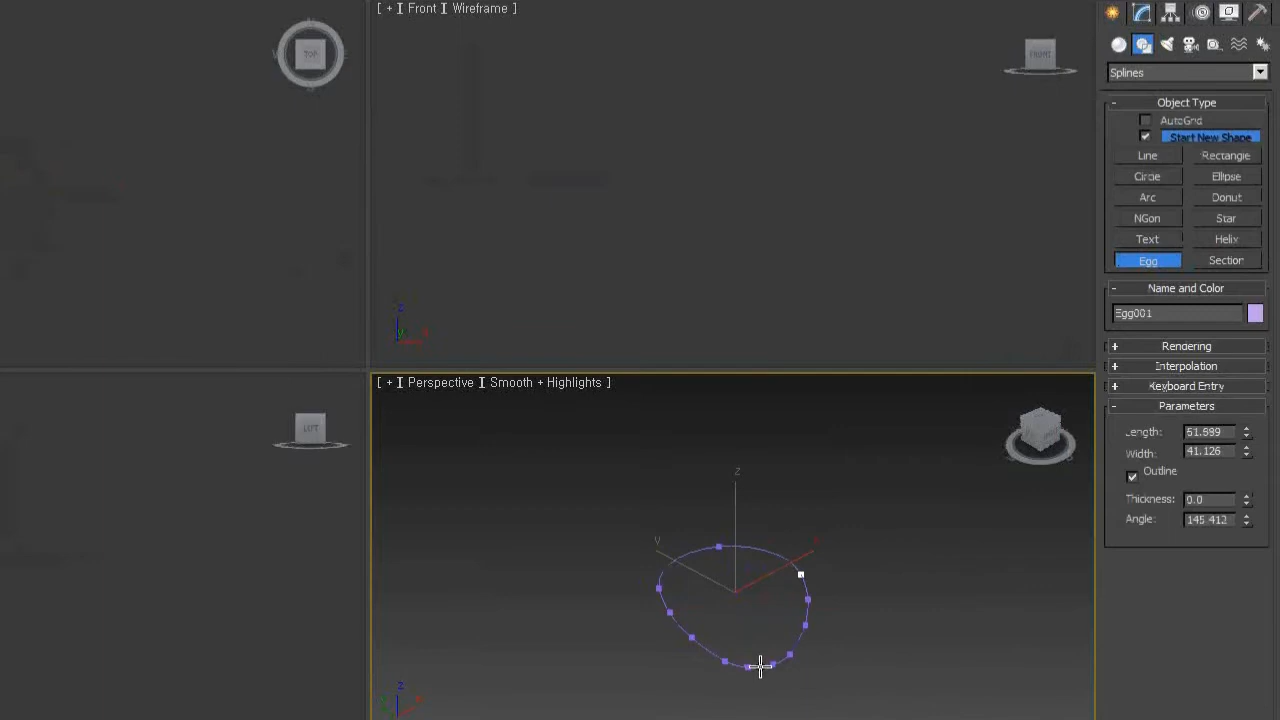 [ + ] Front ] Wireframe ]
TOP
FRONT
Splines
- Object Type
AutoGrid
Start New Shape
Line Rectangle
Circle Ellipse
Arc Donut
NGon Star
Text Helix
Egg Section
- Name and Color
Egg001
+ Rendering
+ Interpolation
+ Keyboard Entry
- Parameters
Length: 61.699
Width: 41.126
Outline
Thickness: 0.0
Angle: 145.412
z
[ + ] Perspective ] Smooth + Highlights ]
LEFT
Z
Y
X
z